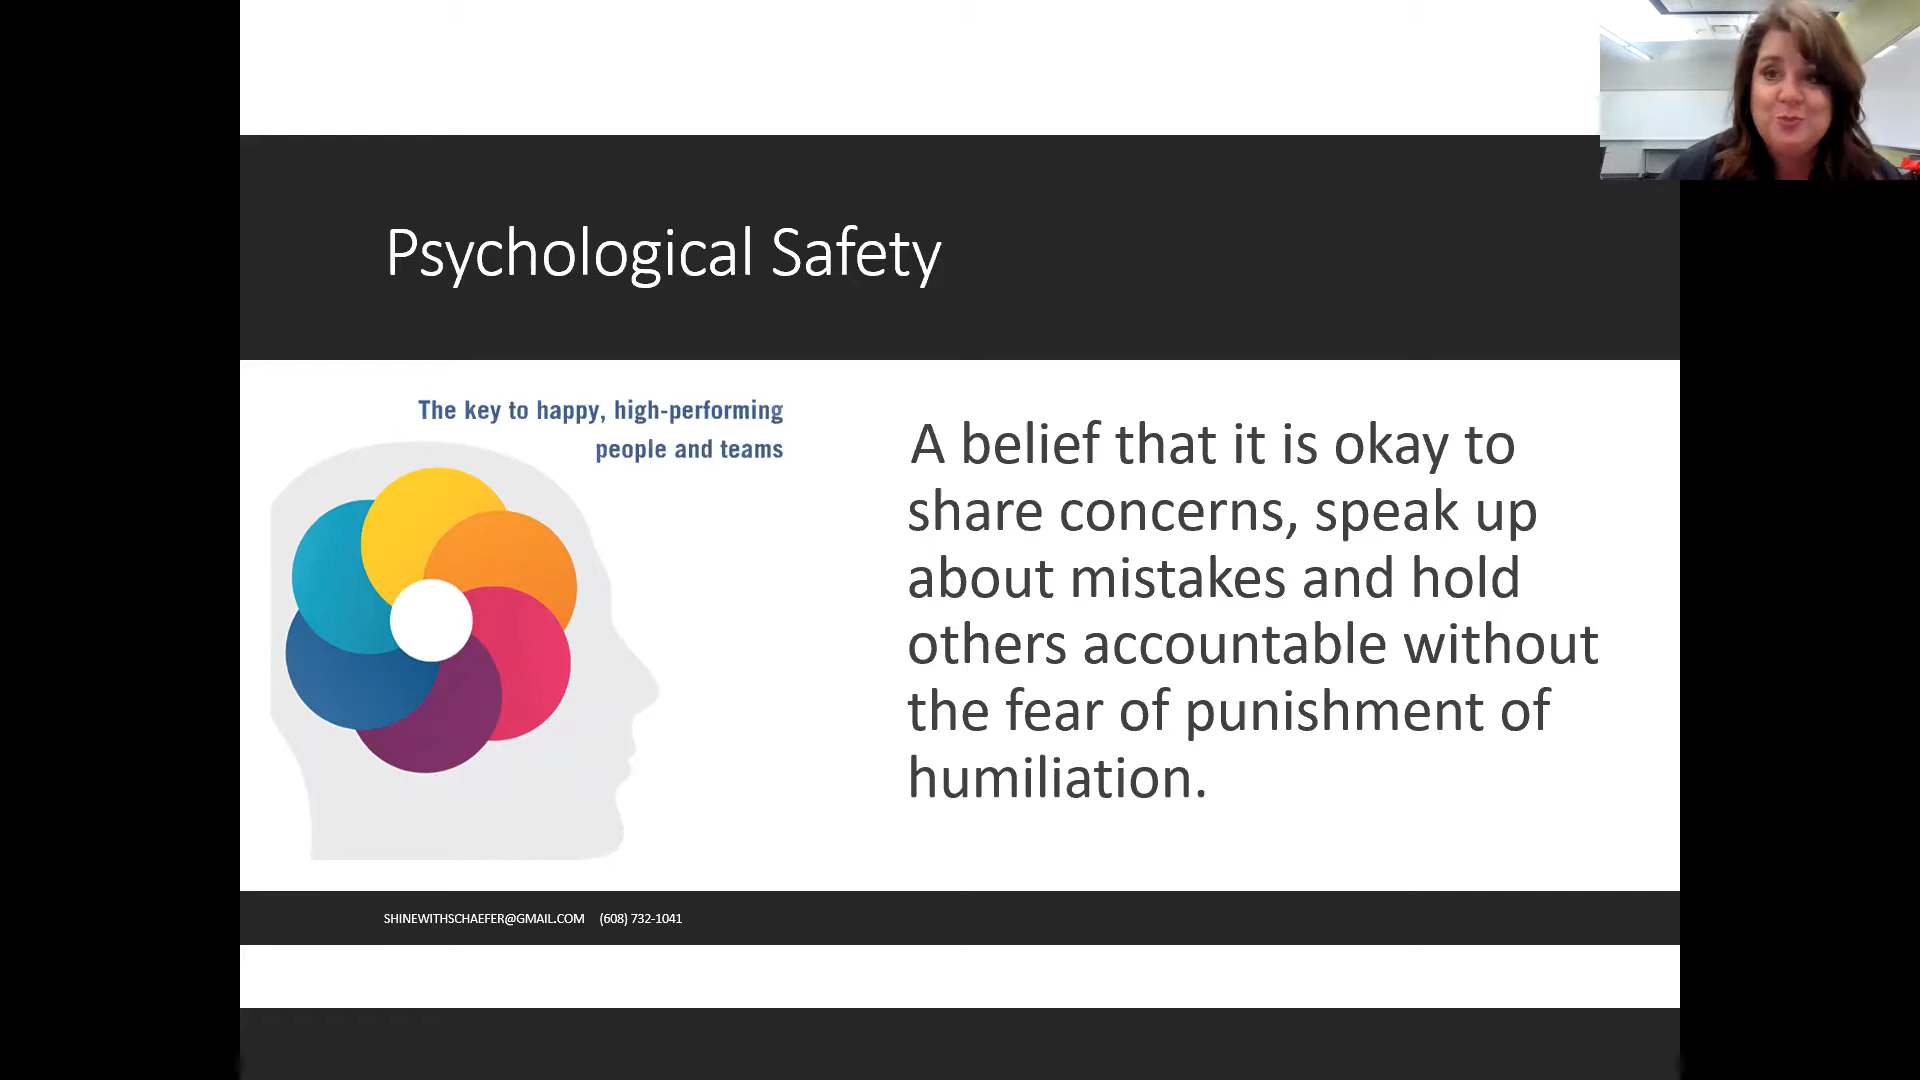 Psychological Safety
The key to happy, high-performing
people and teams
A belief that it is okay to
share concerns, speak up
about mistakes and hold
others accountable without
the fear of punishment of
humiliation.
SHINEWITHSCHAEFER@GMAIL.COM (608) 732-1041